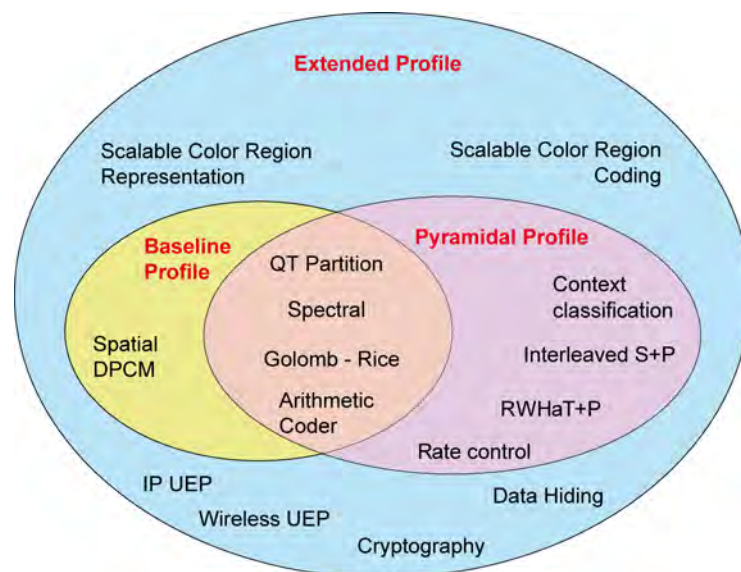 Extended Profile
Scalable Color Region
Representation
Scalable Color Region
Coding
Baseline
Profile
Pyramidal Profile
QT Partition
Spectral
Golomb - Rice
Arithmetic
Coder
Spatial
DPCM
Context
classification
Interleaved S+P
RWHaT+P
Rate control
IP UEP
Wireless UEP
Data Hiding
Cryptography